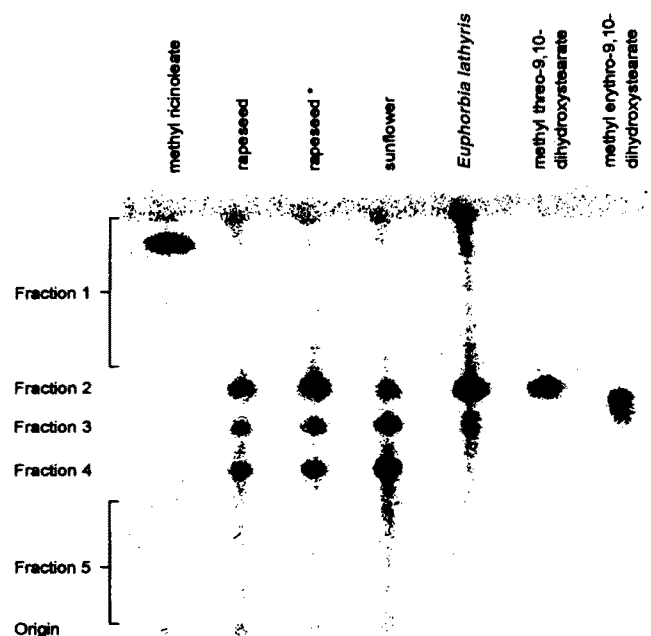 methyl ricinoleate
rapeseed
rapeseed *
sunflower
Euphorbia lathyris
methyl threo-9,10-
dihydroxystearate
methyl erythro-9,10-
dihydroxystearate
Fraction 1
Fraction 2
Fraction 3
Fraction 4
Fraction 5
Origin